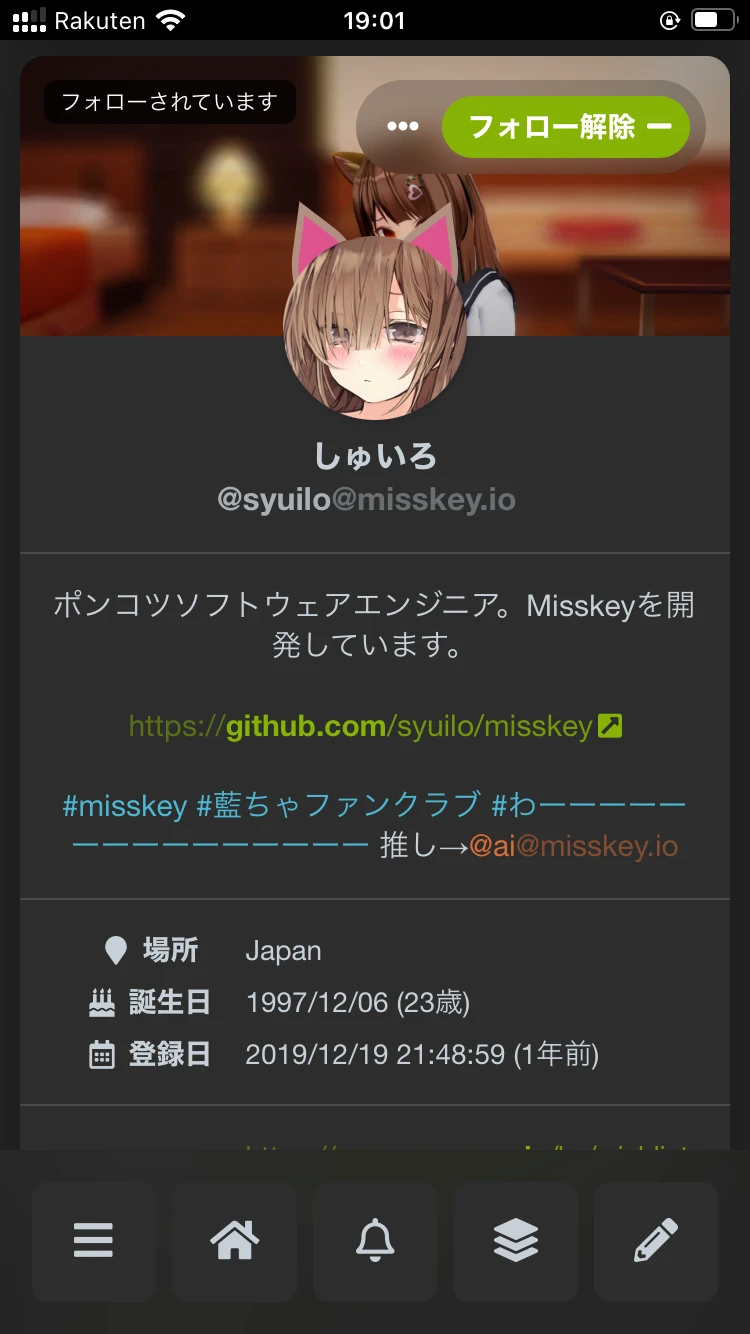 Rakuten 19:01
フォローされています
フォロー解除
しゅいろ
@syuilo@misskey.io
ポンコツソフトウェアエンジニア。Misskeyを開
発しています。
https://github.com/syuilo/misskey
#misskey #藍ちゃファンクラブ #わーーーーー
ーーーーーーーーーー 推し→@ai@misskey.io
場所 Japan
誕生日 1997/12/06 (23歳)
登録日 2019/12/19 21:48:59 (1年前)